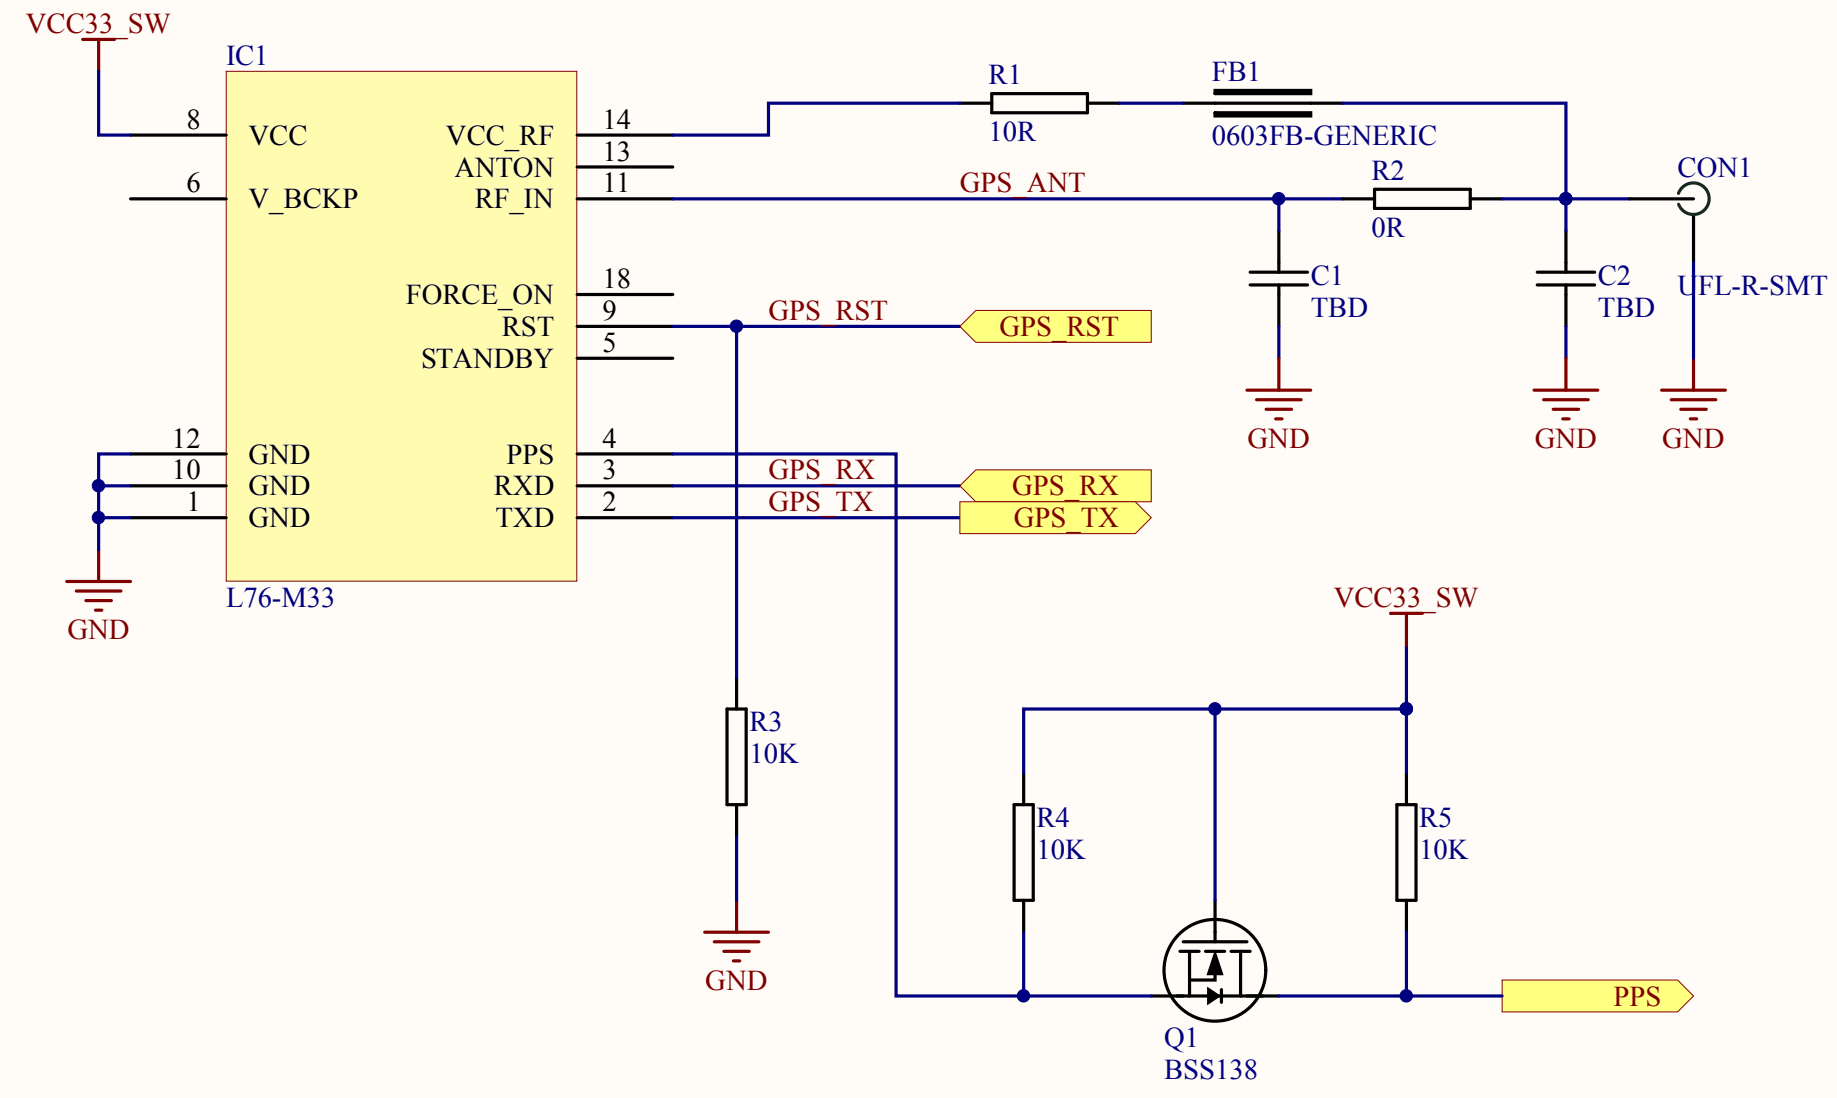 VCC33_SW
IC1
8
VCC
6
V_BCKP
VCC_RF
14
ANTON
13
RF_IN
11
FORCE_ON
18
RST
9
STANDBY
5
12
GND
10
GND
1
GND
PPS
4
RXD
3
TXD
2
L76-M33
GND
R1
10R
FB1
0603FB-GENERIC
GPS_ANT
R2
0R
CON1
UFL-R-SMT
C1
TBD
C2
TBD
GND
GND
GND
GPS_RST
GPS_RST
GPS_RX
GPS_RX
GPS_TX
GPS_TX
R3
10K
GND
VCC33_SW
R4
10K
R5
10K
Q1
BSS138
PPS